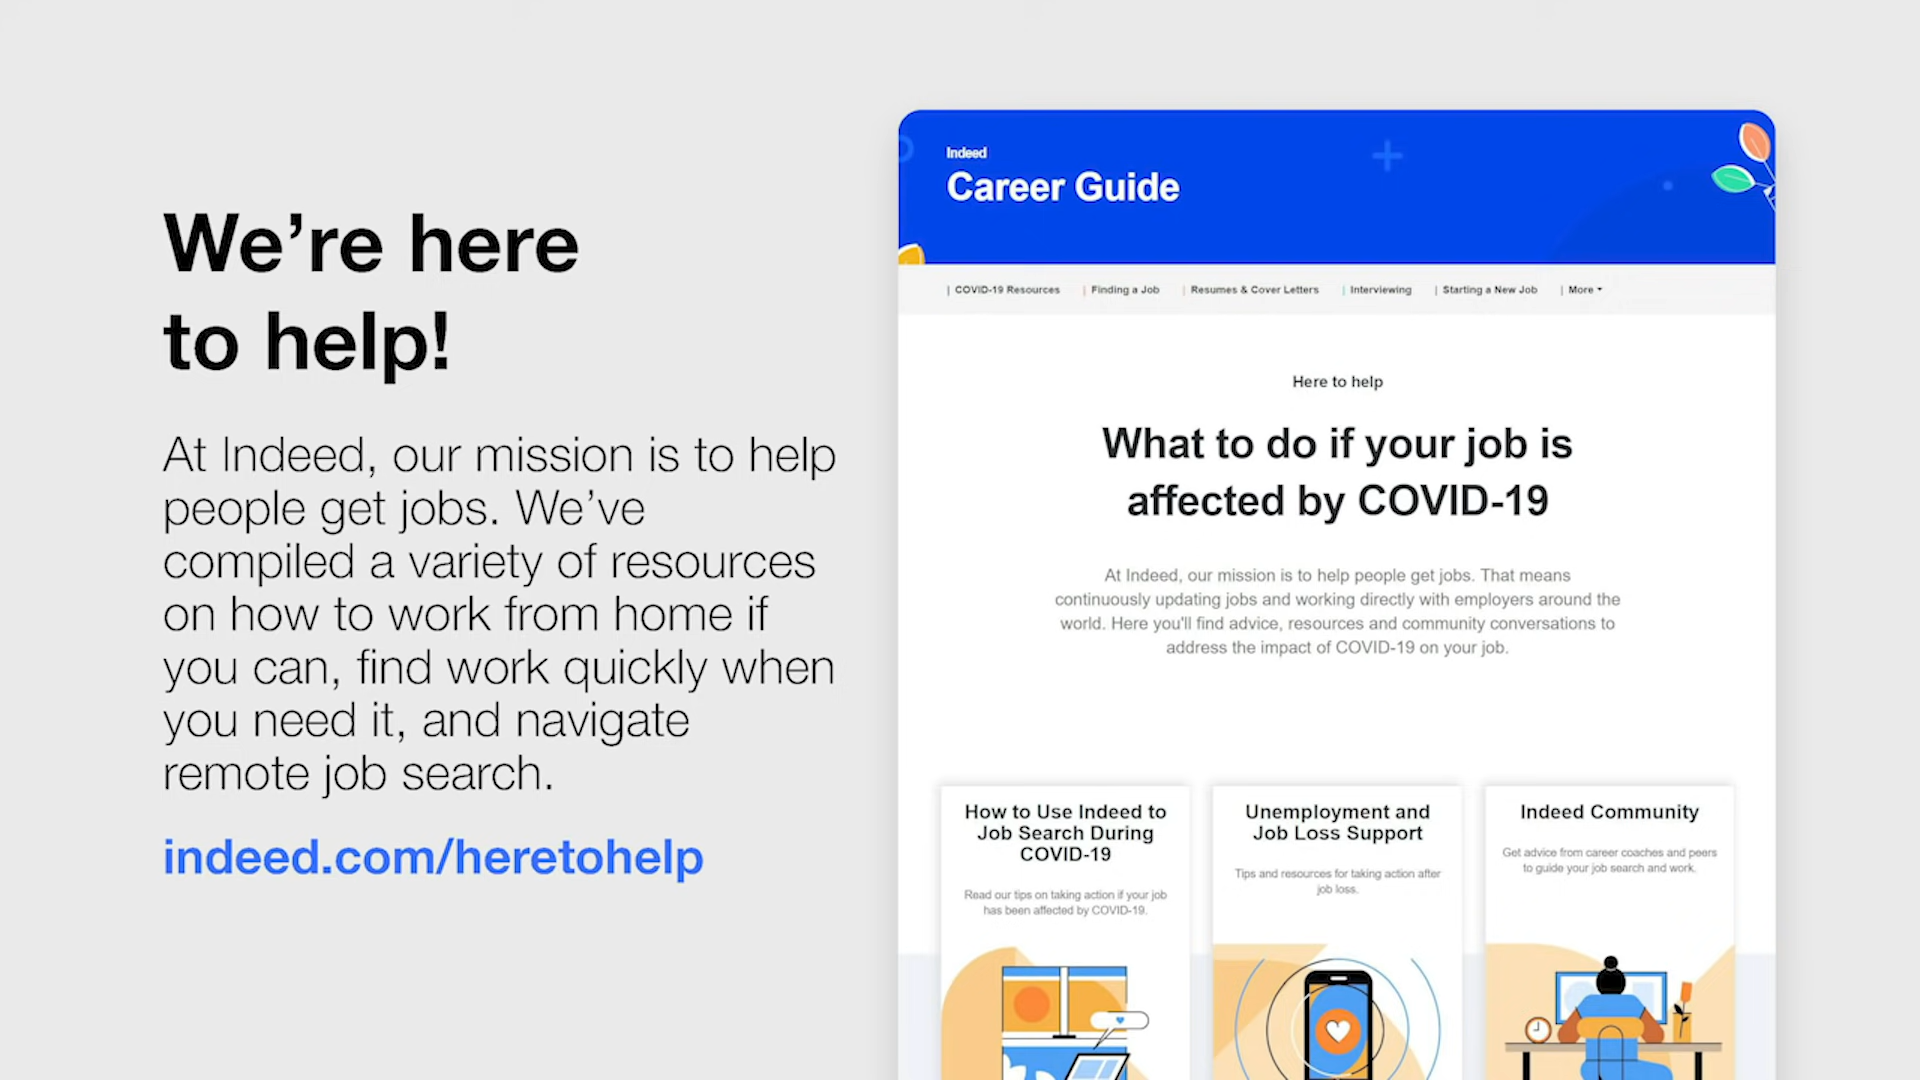 We’re here
to help!
At Indeed, our mission is to help
people get jobs. We’ve
compiled a variety of resources
on how to work from home if
you can, find work quickly when
you need it, and navigate
remote job search.
indeed.com/heretohelp
Indeed
Career Guide
| COVID-19 Resources | Finding a Job | Resumes & Cover Letters | Interviewing | Starting a New Job | More
Here to help
What to do if your job is
affected by COVID-19
At Indeed, our mission is to help people get jobs. That means
continuously updating jobs and working directly with employers around the
world. Here you'll find advice, resources and community conversations to
address the impact of COVID-19 on your job.
How to Use Indeed to
Job Search During
COVID-19
Read our tips on taking action if your job
has been affected by COVID-19.
Unemployment and
Job Loss Support
Tips and resources for taking action after
job loss.
Indeed Community
Get advice from career coaches and peers
to guide your job search and work.